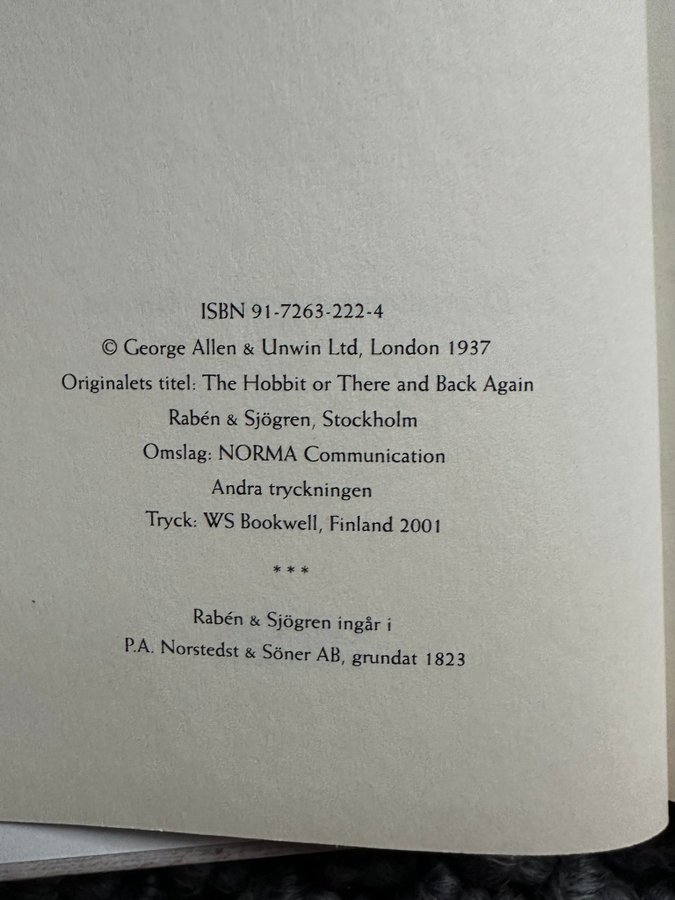 ISBN 91-7263-222-4
© George Allen & Unwin Ltd, London 1937
Originalets titel: The Hobbit or There and Back Again
Rabén & Sjögren, Stockholm
Omslag: NORMA Communication
Andra tryckningen
Tryck: WS Bookwell, Finland 2001
***
Rabén & Sjögren ingår i
P.A. Norstedst & Söner AB, grundat 1823